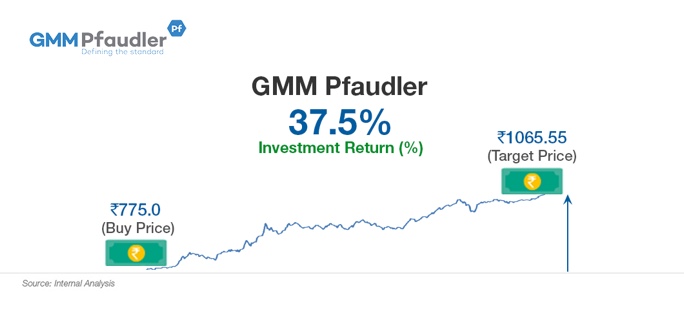 GMM Pfaudler Pf
Defining the standard
GMM Pfaudler
37.5%
Investment Return (%)
₹1065.55
(Target Price)
₹
₹775.0
(Buy Price)
₹
Source: Internal Analysis